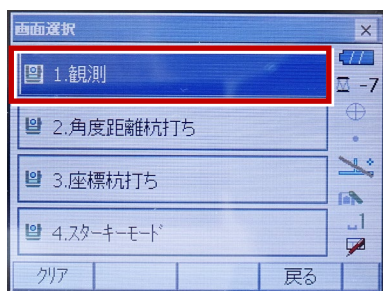 画面選択
1.観測
-7
2.角度距離杭打ち
3.座標杭打ち
4.スターキーモード
1
クリア
戻る